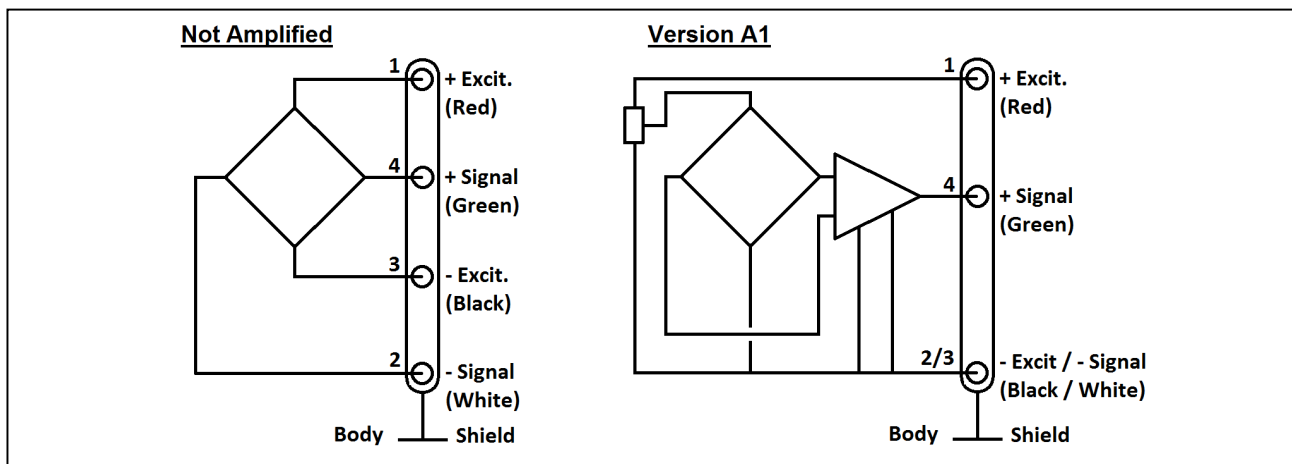 Not Amplified
1
+ Excit.
(Red)
4
+ Signal
(Green)
3
- Excit.
(Black)
2
- Signal
(White)
Body
Shield
Version A1
1
+ Excit.
(Red)
4
+ Signal
(Green)
2/3
- Excit / - Signal
(Black / White)
Body
Shield